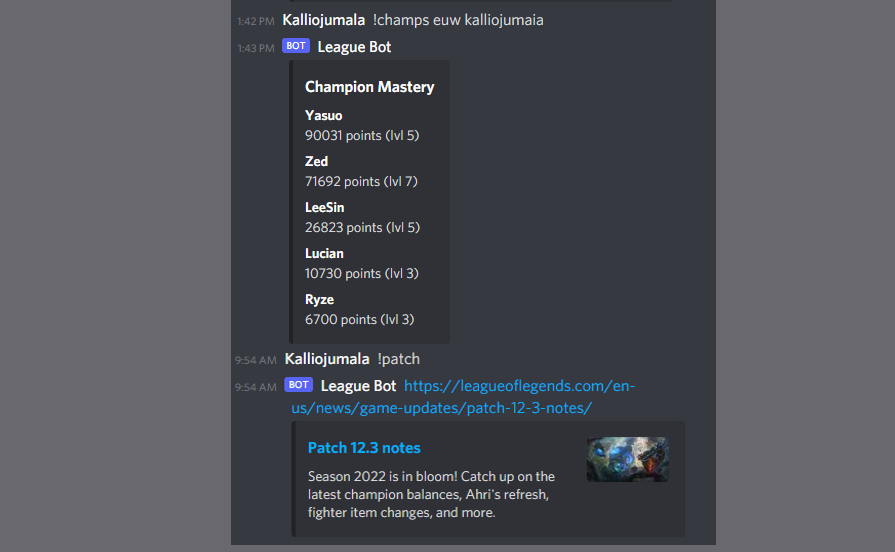 1:42 PM Kalliojumala !champs euw kalliojumaia
1:43 PM BOT League Bot
Champion Mastery
Yasuo
90031 points (lvl 5)
Zed
71692 points (lvl 7)
LeeSin
26823 points (lvl 5)
Lucian
10730 points (lvl 3)
Ryze
6700 points (lvl 3)
9:54 AM Kalliojumala !patch
9:54 AM BOT League Bot https://leagueoflegends.com/en-
us/news/game-updates/patch-12-3-notes/
Patch 12.3 notes
Season 2022 is in bloom! Catch up on the
latest champion balances, Ahri's refresh,
fighter item changes, and more.